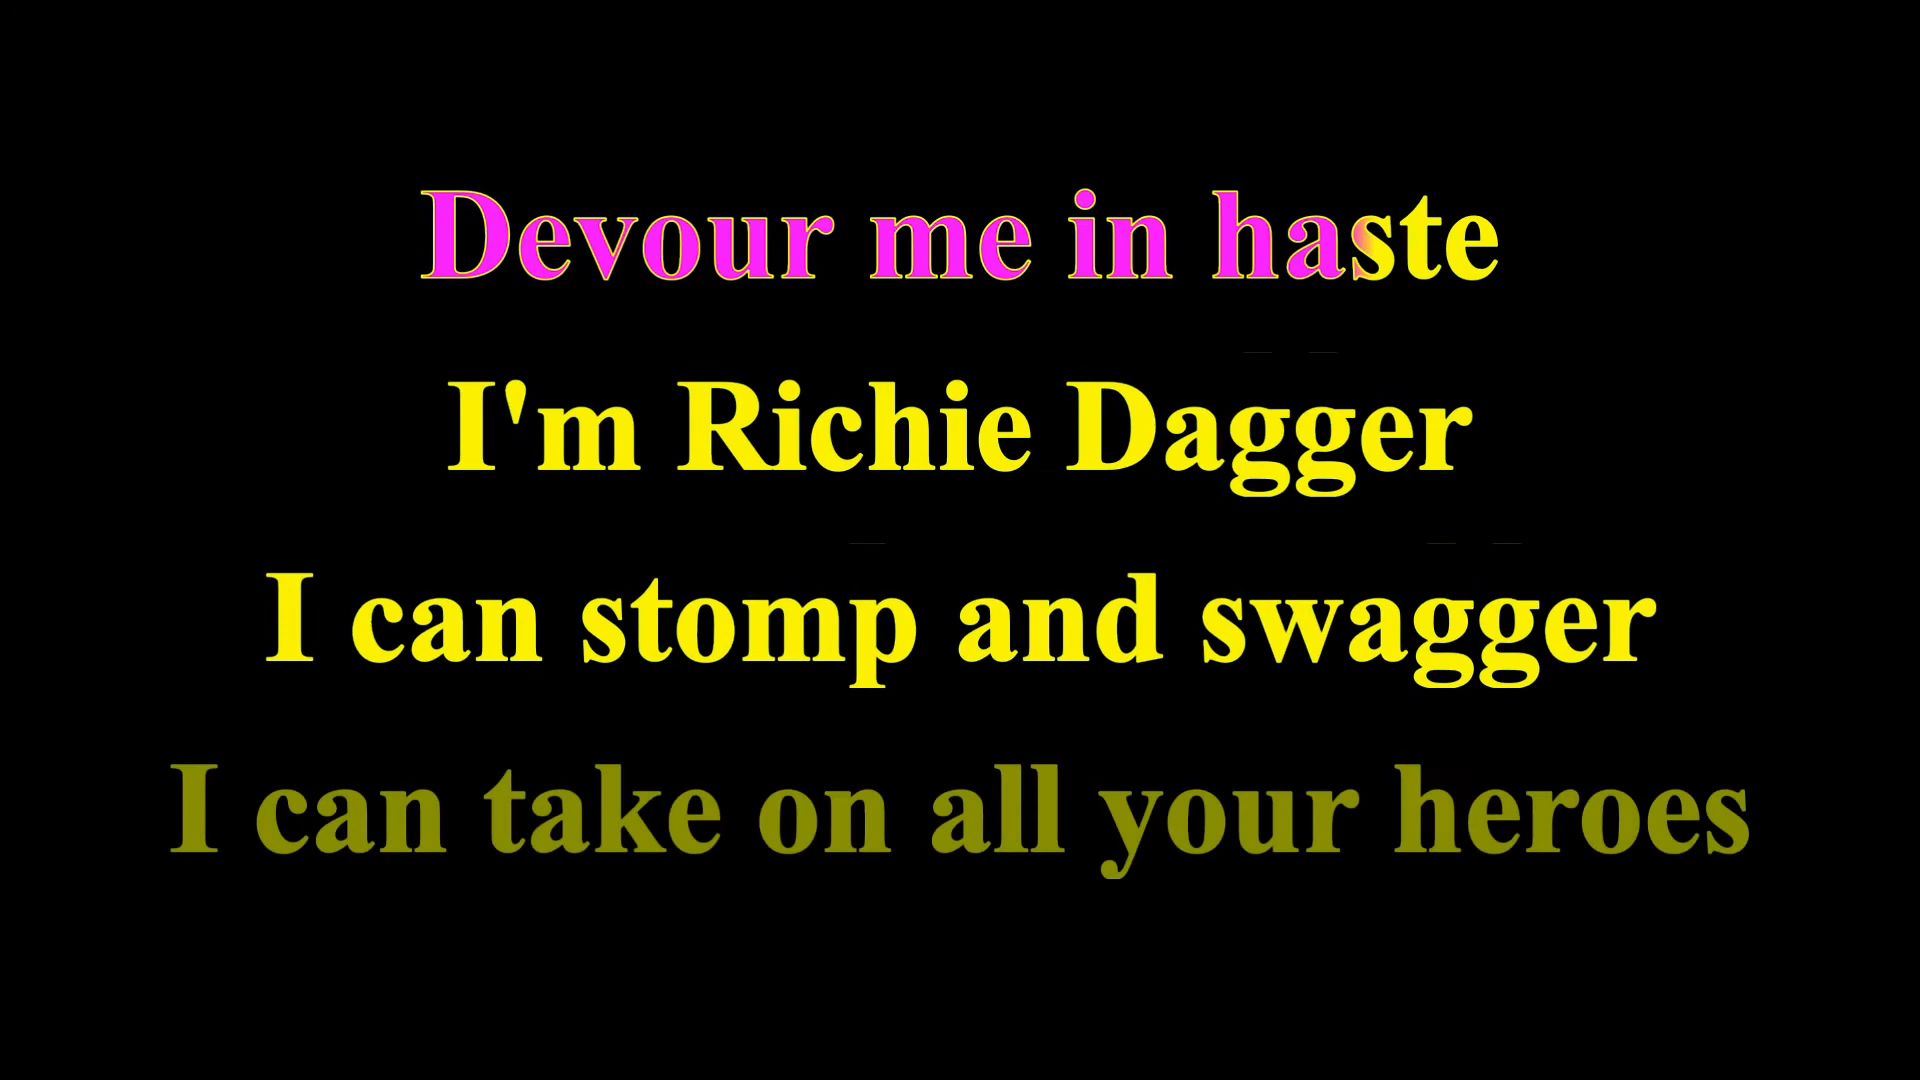 Devour me in haste
I'm Richie Dagger
I can stomp and swagger
I can take on all your heroes